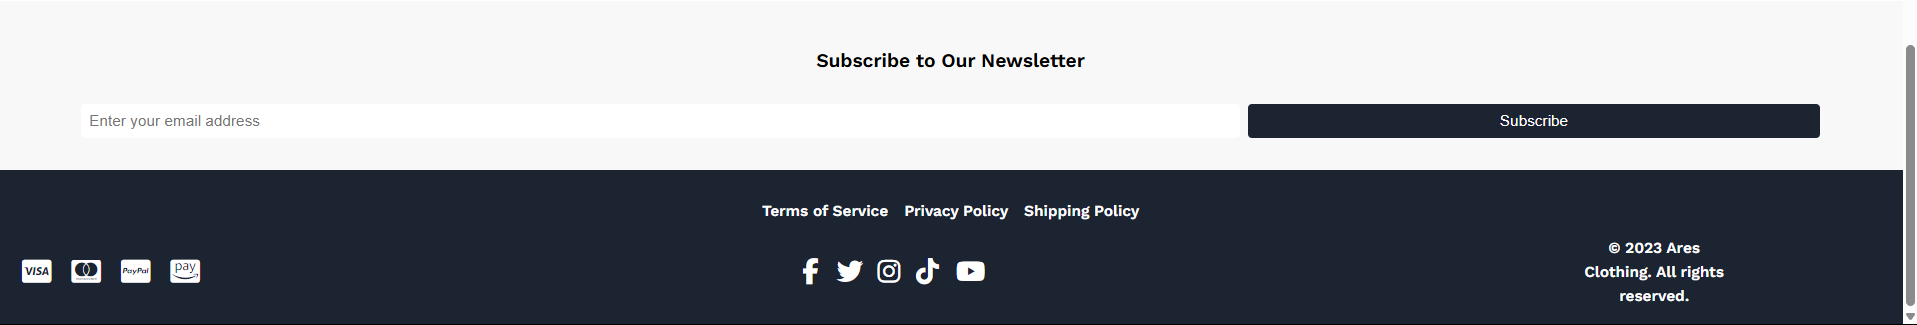 Subscribe to Our Newsletter
Enter your email address
Subscribe
Terms of Service Privacy Policy Shipping Policy
VISA
PayPal
pay
© 2023 Ares
Clothing. All rights
reserved.